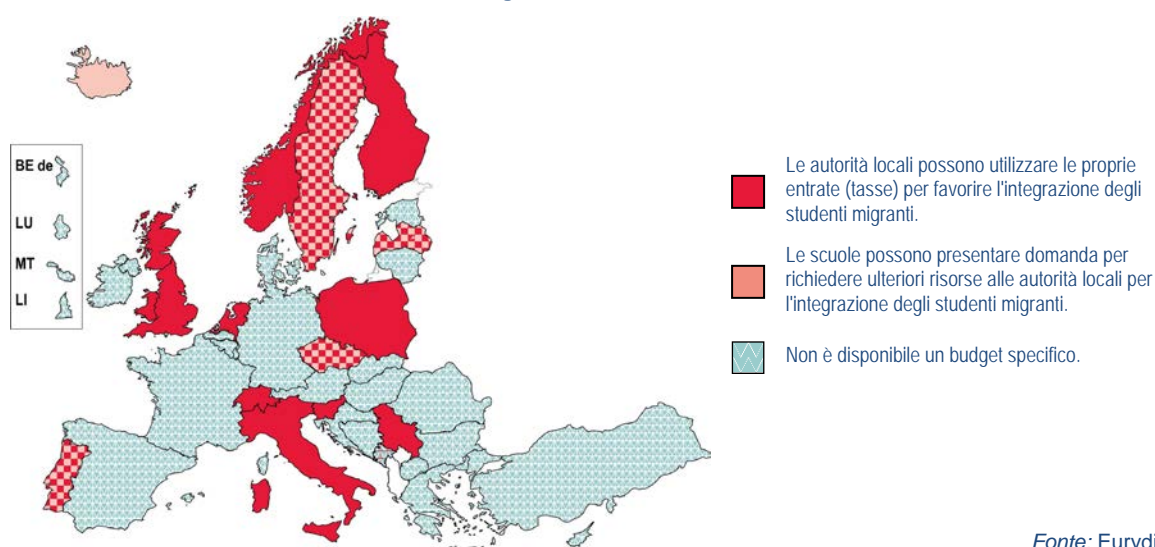 BE de
LU
MT
LI
Le autorità locali possono utilizzare le proprie
entrate (tasse) per favorire l'integrazione degli
studenti migranti.
Le scuole possono presentare domanda per
richiedere ulteriori risorse alle autorità locali per
l'integrazione degli studenti migranti.
Non è disponibile un budget specifico.
Fonte: